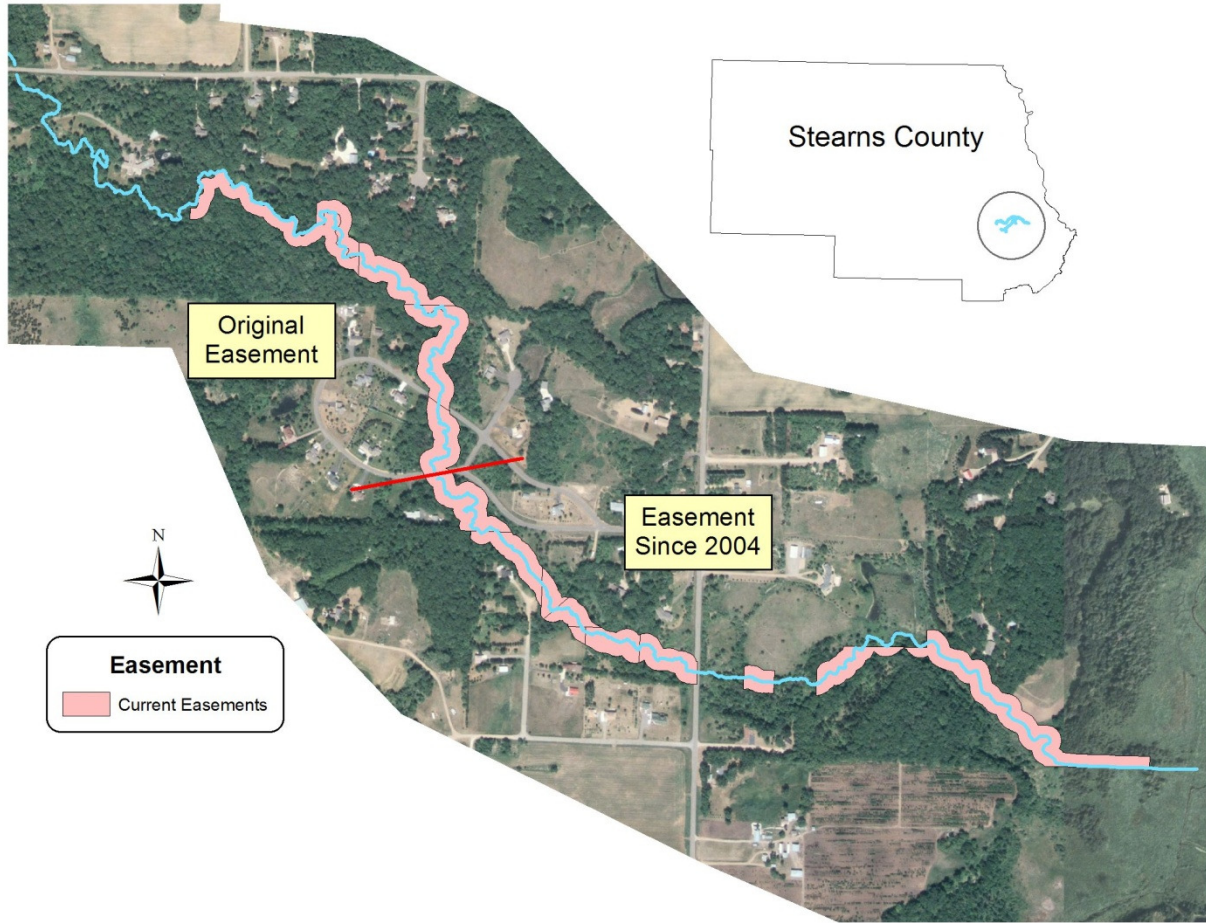 Stearns County
Original
Easement
Easement
Since 2004
N
Easement
Current Easements